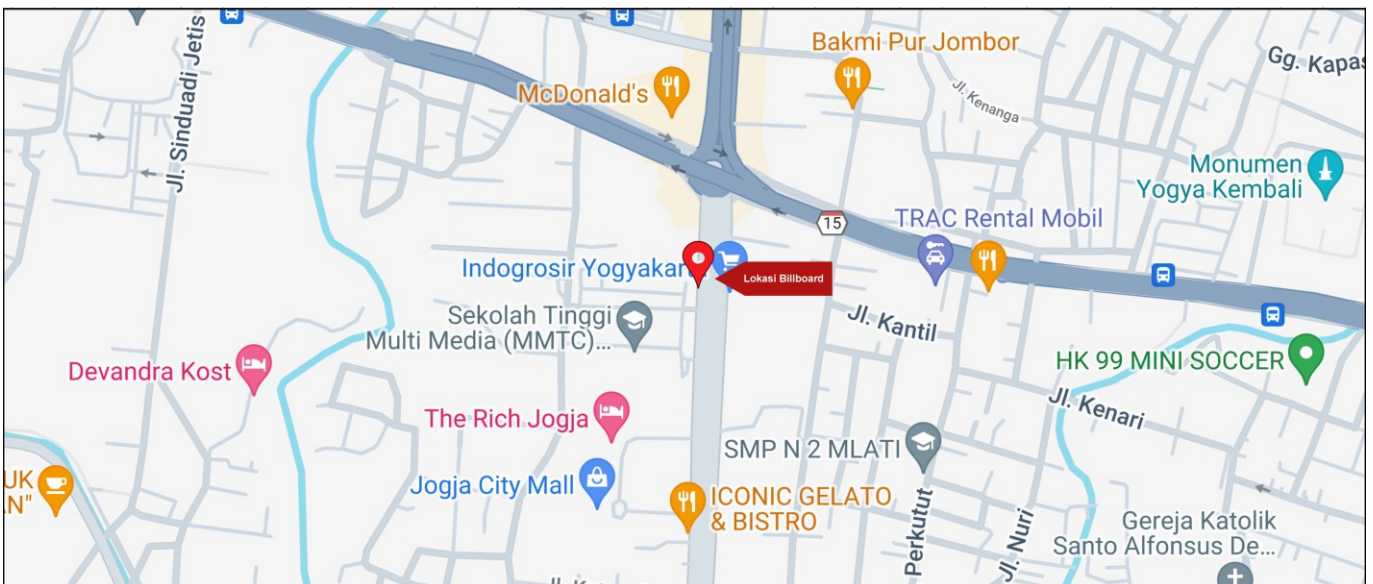 Jl. Sinduadi Jetis
McDonald's
Bakmi Pur Jombor
Jl. Kenanga
Gg. Kapas
Monumen
Yogya Kembali
15
TRAC Rental Mobil
Indogrosir Yogyakar
Lokasi Billboard
Sekolah Tinggi
Multi Media (MMTC)...
Jl. Kantil
Devandra Kost
HK 99 MINI SOCCER
The Rich Jogja
Jl. Kenari
SMP N 2 MLATI
UK
N"
Jogja City Mall
ICONIC GELATO
& BISTRO
Perkutut
Jl. Nuri
Gereja Katolik
Santo Alfonsus De...